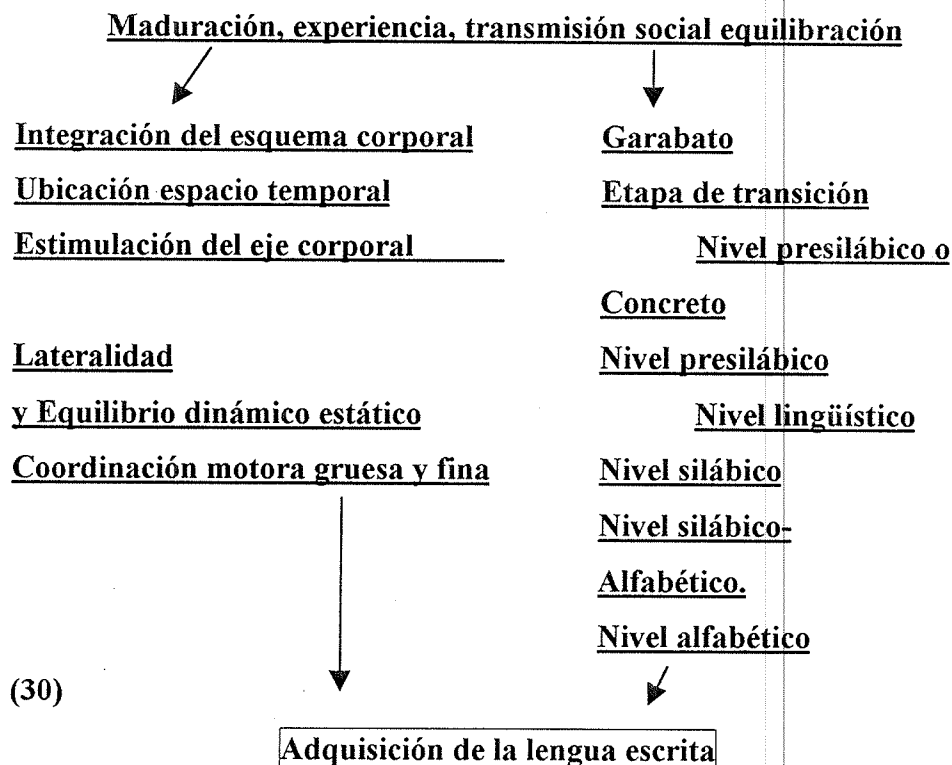 Maduración, experiencia, transmisión social equilibración
Integración del esquema corporal
Ubicación espacio temporal
Estimulación del eje corporal
Lateralidad
y Equilibrio dinámico estático
Coordinación motora gruesa y fina
Garabato
Etapa de transición
Nivel presilábico o
Concreto
Nivel presilábico
Nivel lingüístico
Nivel silábico
Nivel silábico-
Alfabético.
Nivel alfabético
(30)
Adquisición de la lengua escrita